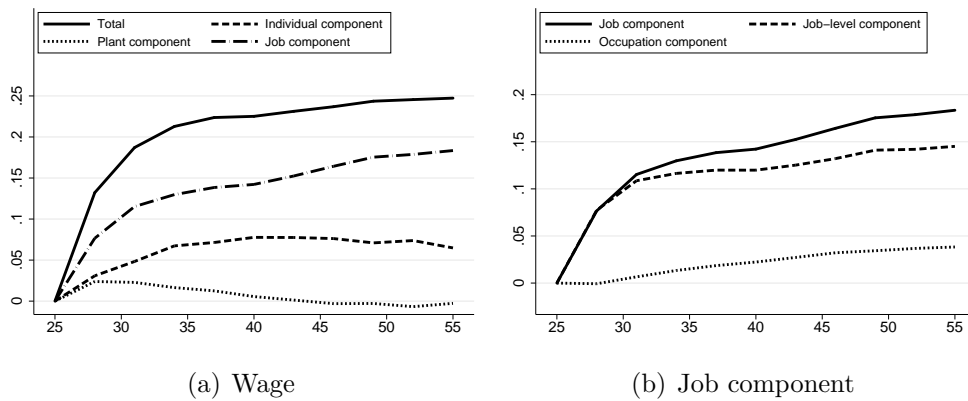 Total
Individual component
Plant component
Job component
.25
.2
.15
.1
.05
0
25 30 35 40 45 50 55
(a) Wage
Job component
Job−level component
Occupation component
.2
.15
.1
.05
0
25 30 35 40 45 50 55
(b) Job component